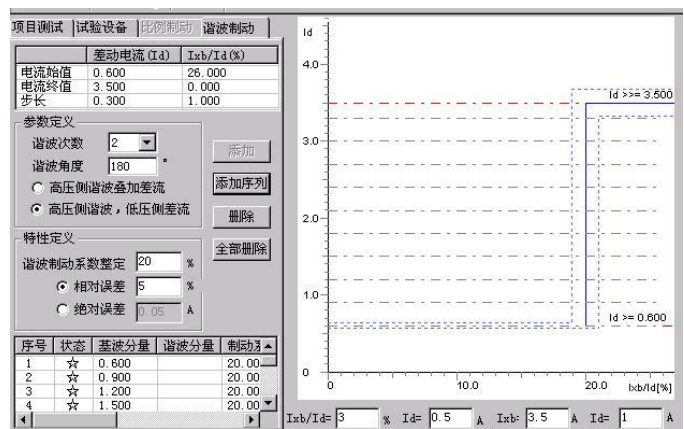 项目测试 试验设备 比例制动 谐波制动
差动电流(Id) Ixb/Id(%)
电流始值 0.600 26.000
电流终值 3.500 0.000
步长 0.300 1.000
参数定义
谐波次数 2
谐波角度 180 °
高压侧谐波叠加差流
高压侧谐波，低压侧差流
添加
添加序列
删除
全部删除
特性定义
谐波制动系数整定 20 %
相对误差 5 %
绝对误差 0.05 A
序号 状态 基波分量 谐波分量 制动系
1 ☆ 0.600 20.00
2 ☆ 0.900 20.00
3 ☆ 1.200 20.00
4 ☆ 1.500 20.00
Id
4.0
Id >>= 3.500
3.0
2.0
1.0
Id >= 0.600
0
0 10.0 20.0 Ixb/Id[%]
Ixb/Id= 3 % Id= 0.5 A Ixb: 3.5 A Id= 1 A